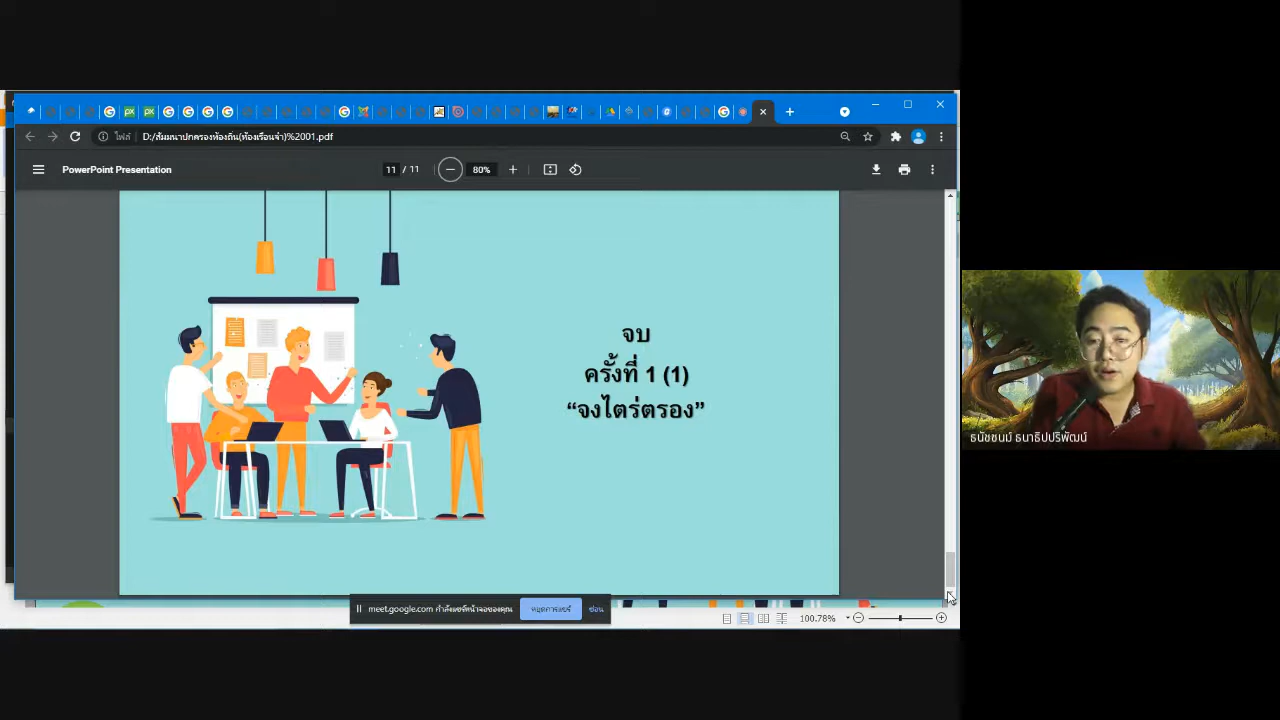 ไฟล์ D:/สัมมนาปกครองท้องถิ่น(ห้องเรือนจำ)%2001.pdf
PowerPoint Presentation
11 / 11
80%
จบ
ครั้งที่ 1 (1)
“จงไตร่ตรอง”
ธนัชชนม์ ธนาธิปปริพัฒน์
meet.google.com กำลังแชร์หน้าจอของคุณ
หยุดการแชร์
ซ่อน
100.78%